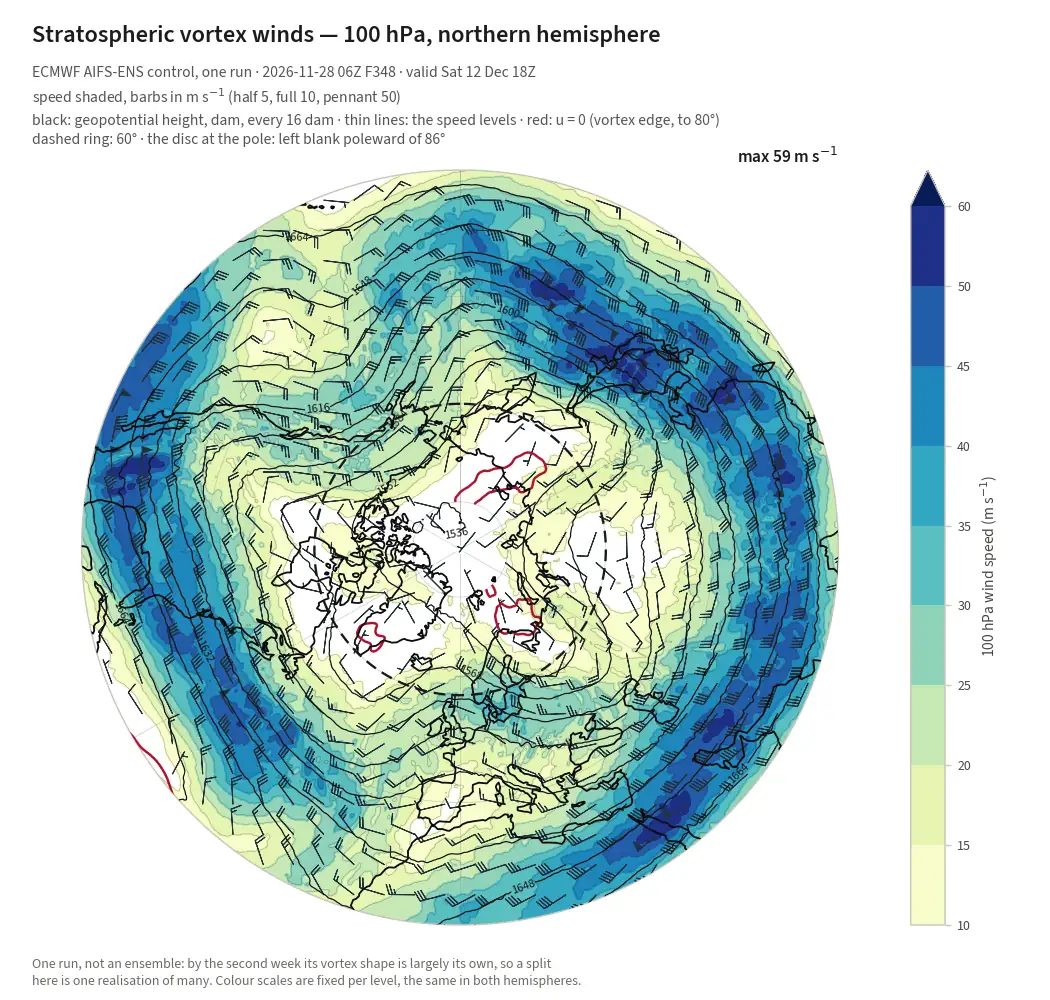 Stratospheric vortex winds — 100 hPa, northern hemisphere
ECMWF AIFS-ENS control, one run · 2026-11-28 06Z F348 · valid Sat 12 Dec 18Z
speed shaded, barbs in m s⁻¹ (half 5, full 10, pennant 50)
black: geopotential height, dam, every 16 dam · thin lines: the speed levels · red: u = 0 (vortex edge, to 80°)
dashed ring: 60° · the disc at the pole: left blank poleward of 86°
max 59 m s⁻¹
60
50
45
40
35
30
25
20
15
10
100 hPa wind speed (m s⁻¹)
1664
1648
1600
1616
1536
1632
1664
1648
One run, not an ensemble: by the second week its vortex shape is largely its own, so a split
here is one realisation of many. Colour scales are fixed per level, the same in both hemispheres.